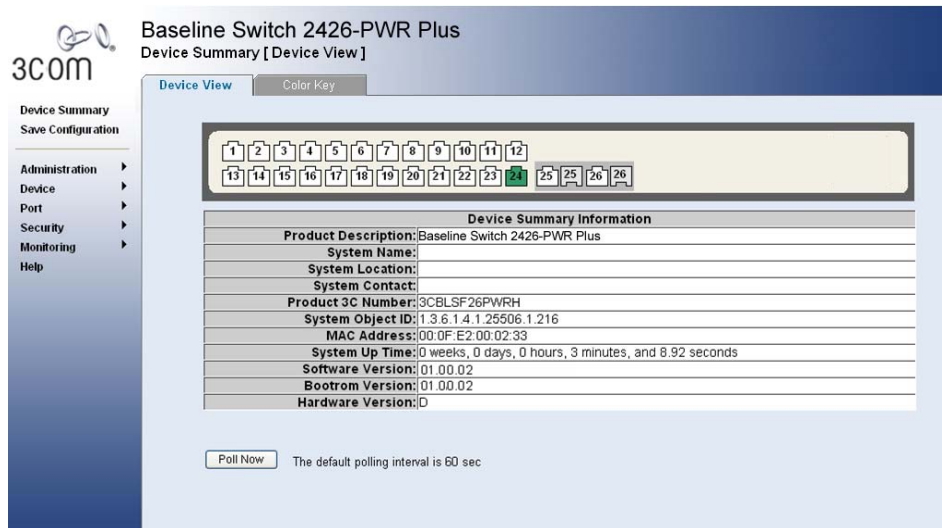 3COM
Baseline Switch 2426-PWR Plus
Device Summary [ Device View ]
Device View
Color Key
Device Summary
Save Configuration
Administration
Device
Port
Security
Monitoring
Help
1 2 3 4 5 6 7 8 9 10 11 12
13 14 15 16 17 18 19 20 21 22 23 24 25 25 26 26
Device Summary Information
Product Description: Baseline Switch 2426-PWR Plus
System Name:
System Location:
System Contact:
Product 3C Number: 3CBLSF26PWRH
System Object ID: 1.3.6.1.4.1.25506.1.216
MAC Address: 00:0F:E2:00:02:33
System Up Time: 0 weeks, 0 days, 0 hours, 3 minutes, and 8.92 seconds
Software Version: 01.00.02
Bootrom Version: 01.00.02
Hardware Version: D
Poll Now The default polling interval is 60 sec